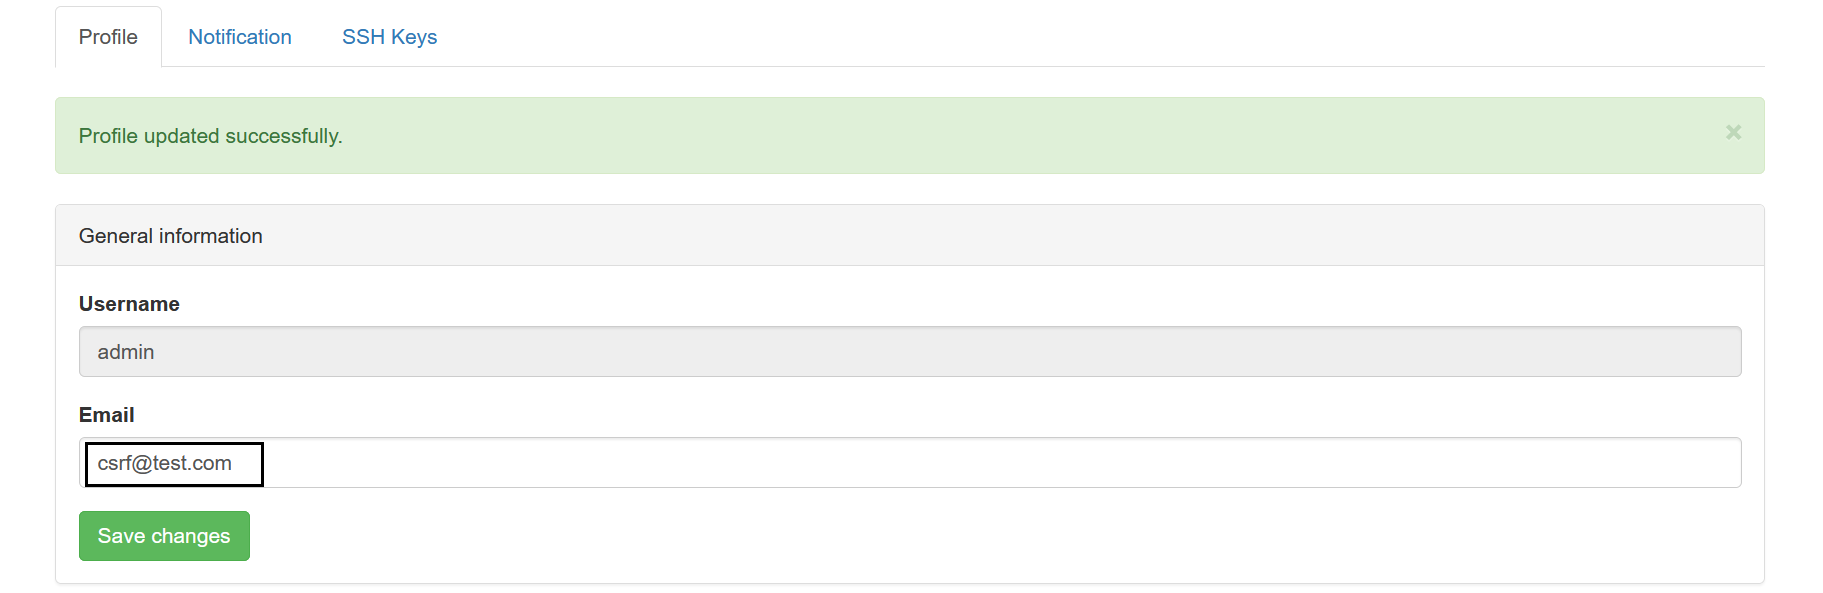 Profile Notification SSH Keys
Profile updated successfully. ×
General information
Username
admin
Email
csrf@test.com
Save changes